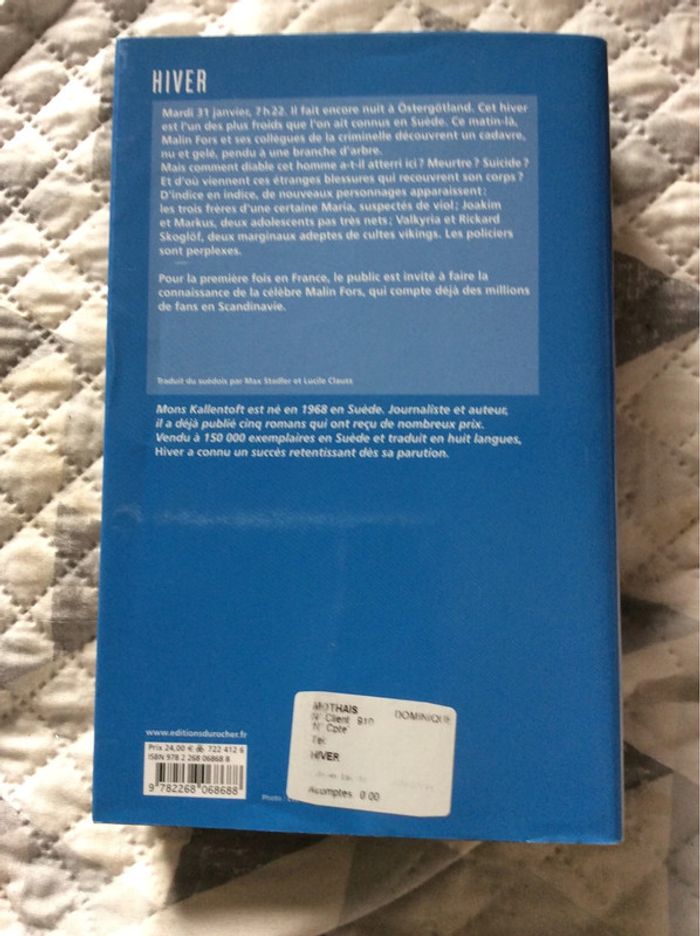 HIVER
Mardi 31 janvier, 7h22. Il fait encore nuit à Östergötland. Cet hiver
est l'un des plus froids que l'on ait connus en Suède. Ce matin-là,
Malin Fors et ses collègues de la criminelle découvrent un cadavre,
nu et gelé, pendu à une branche d'arbre.
Mais comment diable cet homme a-t-il atterri ici ? Meurtre ? Suicide ?
Et d'où viennent ces étranges blessures qui recouvrent son corps ?
D'indice en indice, de nouveaux personnages apparaissent :
les trois frères d'une certaine Maria, suspectés de viol ; Joakim
et Markus, deux adolescents pas très nets ; Valkyria et Rickard
Skoglöf, deux marginaux adeptes de cultes vikings. Les policiers
sont perplexes.
Pour la première fois en France, le public est invité à faire la
connaissance de la célèbre Malin Fors, qui compte déjà des millions
de fans en Scandinavie.
Traduit du suédois par Max Stadler et Lucile Clauss
Mons Kallentoft est né en 1968 en Suède. Journaliste et auteur,
il a déjà publié cinq romans qui ont reçu de nombreux prix.
Vendu à 150 000 exemplaires en Suède et traduit en huit langues,
Hiver a connu un succès retentissant dès sa parution.
www.editionsdurocher.fr
Prix 24,00 € 722 412 6
ISBN 978 2 268 06868 8
9 782268 068688
Photo :
MOTHAIS DOMINIQUE
N° Client 910
N° Cpte
Tel:
HIVER
Acomptes 0.00